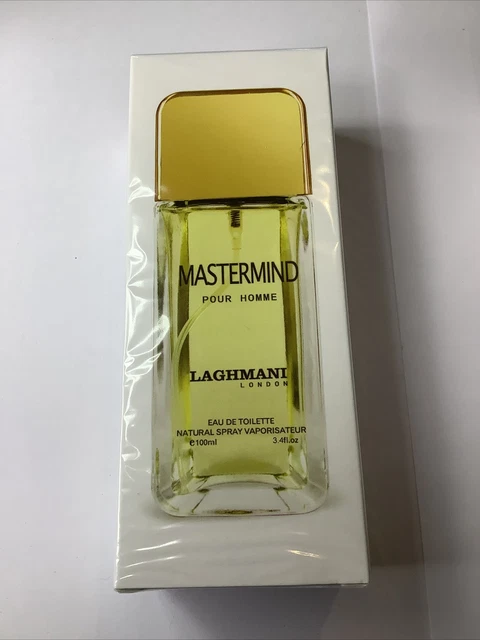 MASTERMIND
POUR HOMME
LAGHMANI
LONDON
EAU DE TOILETTE
NATURAL SPRAY VAPORISATEUR
℮100ml 3.4fl.oz